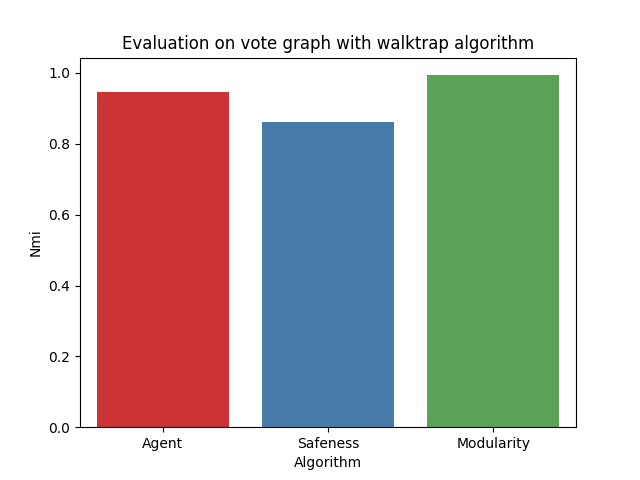 Evaluation on vote graph with walktrap algorithm
1.0
0.8
0.6
0.4
0.2
0.0
Nmi
Agent
Safeness
Modularity
Algorithm